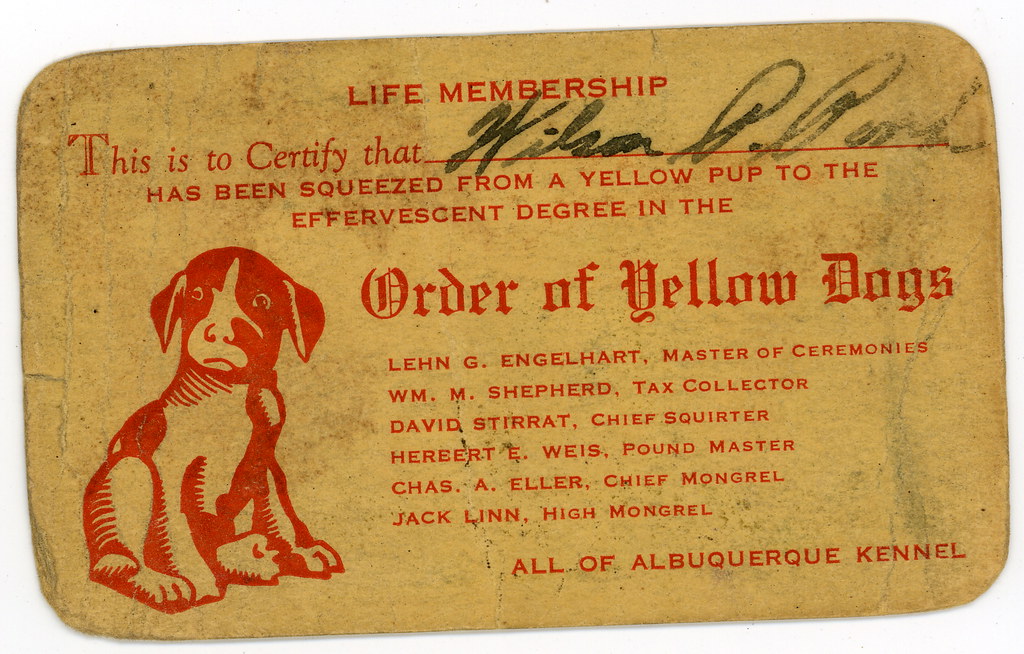 LIFE MEMBERSHIP
This is to Certify that Wilson P.
HAS BEEN SQUEEZED FROM A YELLOW PUP TO THE
EFFERVESCENT DEGREE IN THE
Order of Yellow Dogs
LEHN G. ENGELHART, MASTER OF CEREMONIES
WM. M. SHEPHERD, TAX COLLECTOR
DAVID STIRRAT, CHIEF SQUIRTER
HERBERT E. WEIS, POUND MASTER
CHAS. A. ELLER, CHIEF MONGREL
JACK LINN, HIGH MONGREL
ALL OF ALBUQUERQUE KENNEL